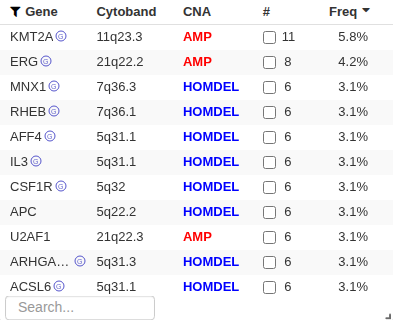 Gene Cytoband CNA # Freq
KMT2A G 11q23.3 AMP 11 5.8%
ERG G 21q22.2 AMP 8 4.2%
MNX1 G 7q36.3 HOMDEL 6 3.1%
RHEB G 7q36.1 HOMDEL 6 3.1%
AFF4 G 5q31.1 HOMDEL 6 3.1%
IL3 G 5q31.1 HOMDEL 6 3.1%
CSF1R G 5q32 HOMDEL 6 3.1%
APC 5q22.2 HOMDEL 6 3.1%
U2AF1 21q22.3 AMP 6 3.1%
ARHGA... G 5q31.3 HOMDEL 6 3.1%
ACSL6 G 5q31.1 HOMDEL 6 3.1%
Search...